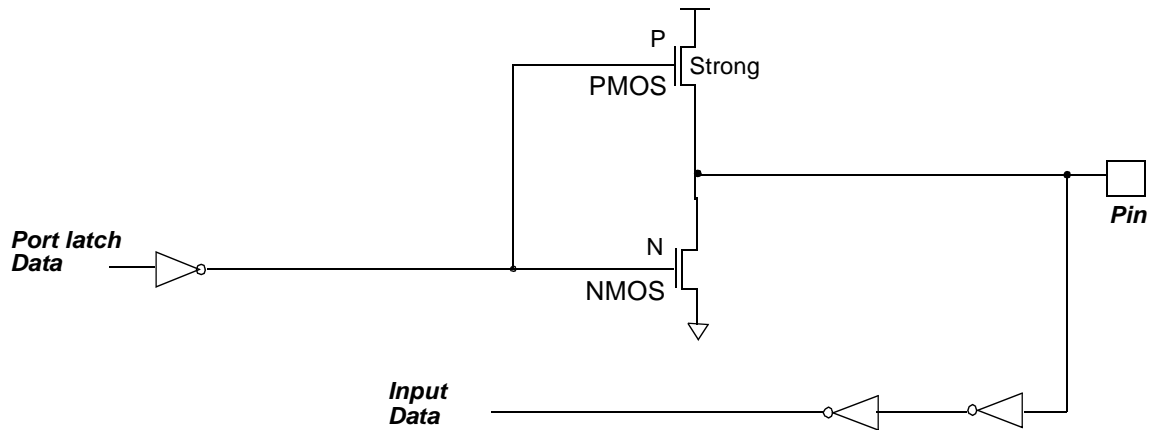 P
Strong
PMOS
Pin
Port latch
Data
N
NMOS
Input
Data